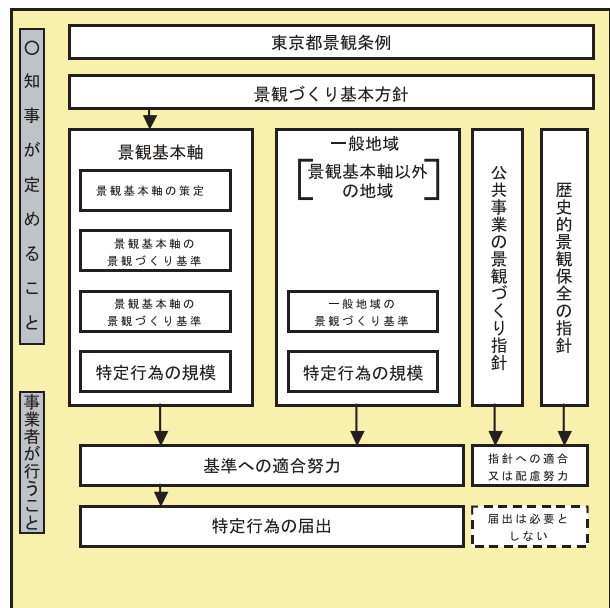 東京都景観条例
景観づくり基本方針
〇知事が定めること
景観基本軸
景観基本軸の策定
景観基本軸の
景観づくり基準
景観基本軸の
景観づくり基準
特定行為の規模
一般地域
景観基本軸以外
の地域
一般地域の
景観づくり基準
特定行為の規模
公共事業の景観づくり指針
歴史的景観保全の指針
事業者が行うこと
基準への適合努力
指針への適合
又は配慮努力
特定行為の届出
届出は必要と
しない